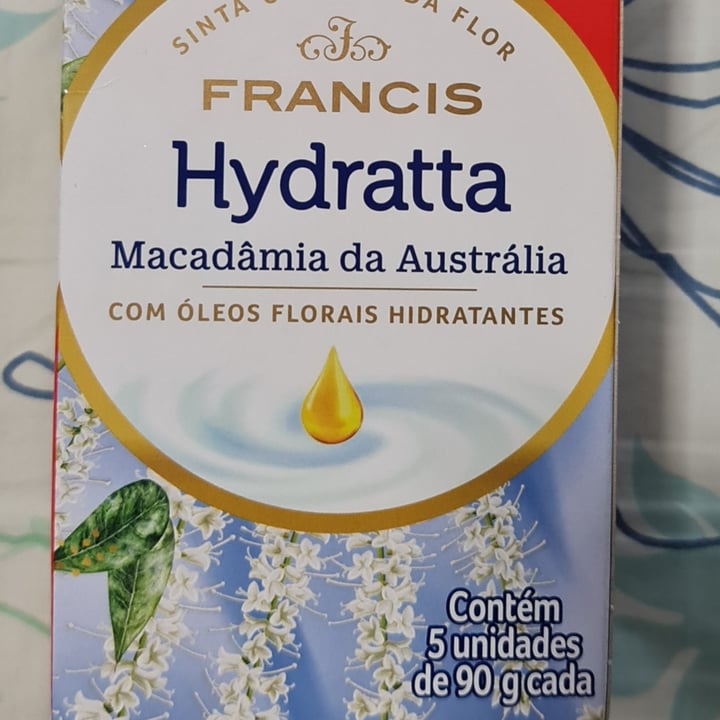 SINTA DA FLOR
FRANCIS
Hydratta
Macadâmia da Austrália
COM ÓLEOS FLORAIS HIDRATANTES
Contém
5 unidades
de 90 g cada